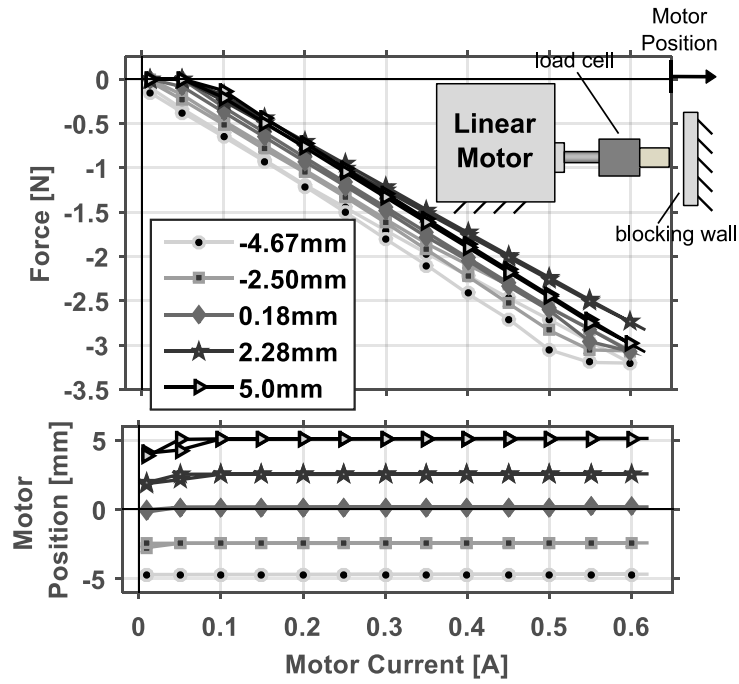 Motor
Position
load cell
Linear
Motor
blocking wall
Force [N]
0
-0.5
-1
-1.5
-2
-2.5
-3
-3.5
-4.67mm
-2.50mm
0.18mm
2.28mm
5.0mm
Motor
Position [mm]
5
0
-5
0 0.1 0.2 0.3 0.4 0.5 0.6
Motor Current [A]